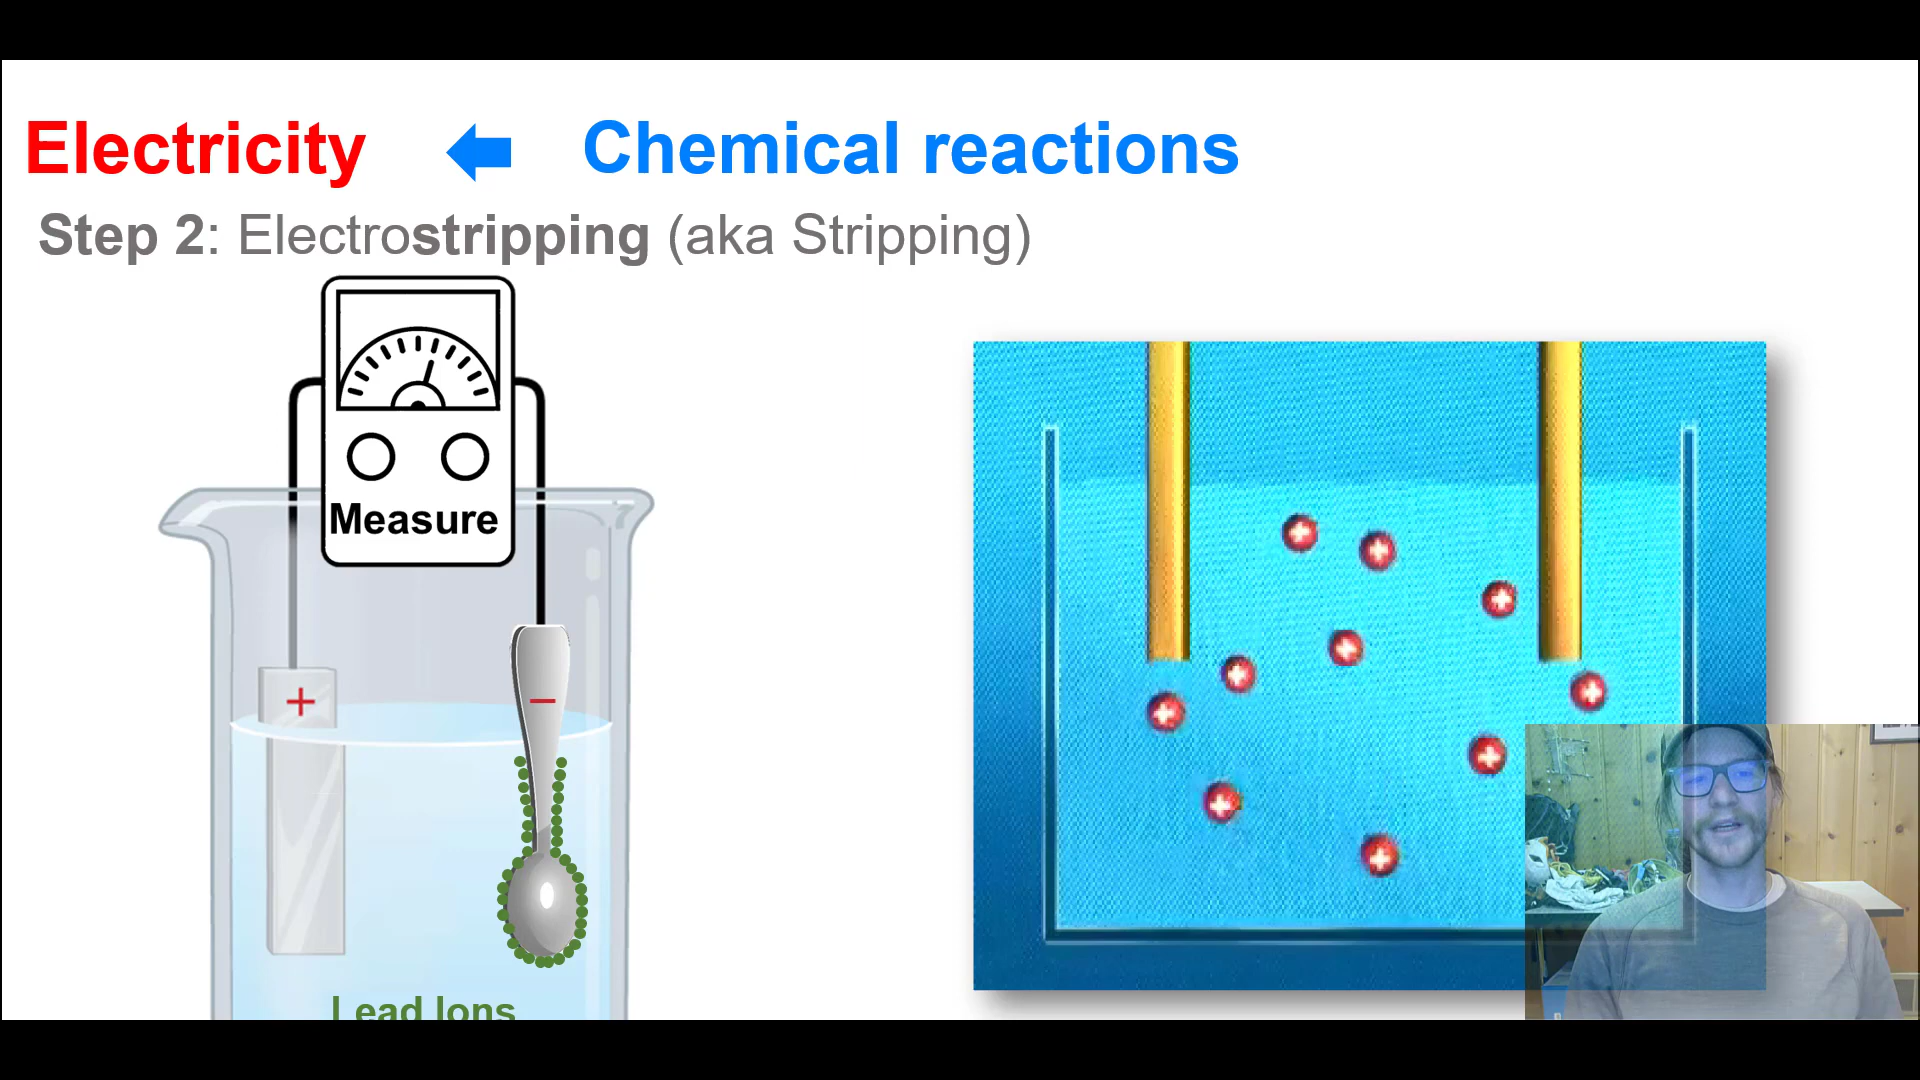 Electricity Chemical reactions
Step 2: Electrostripping (aka Stripping)
Measure
+
−
Lead Ions